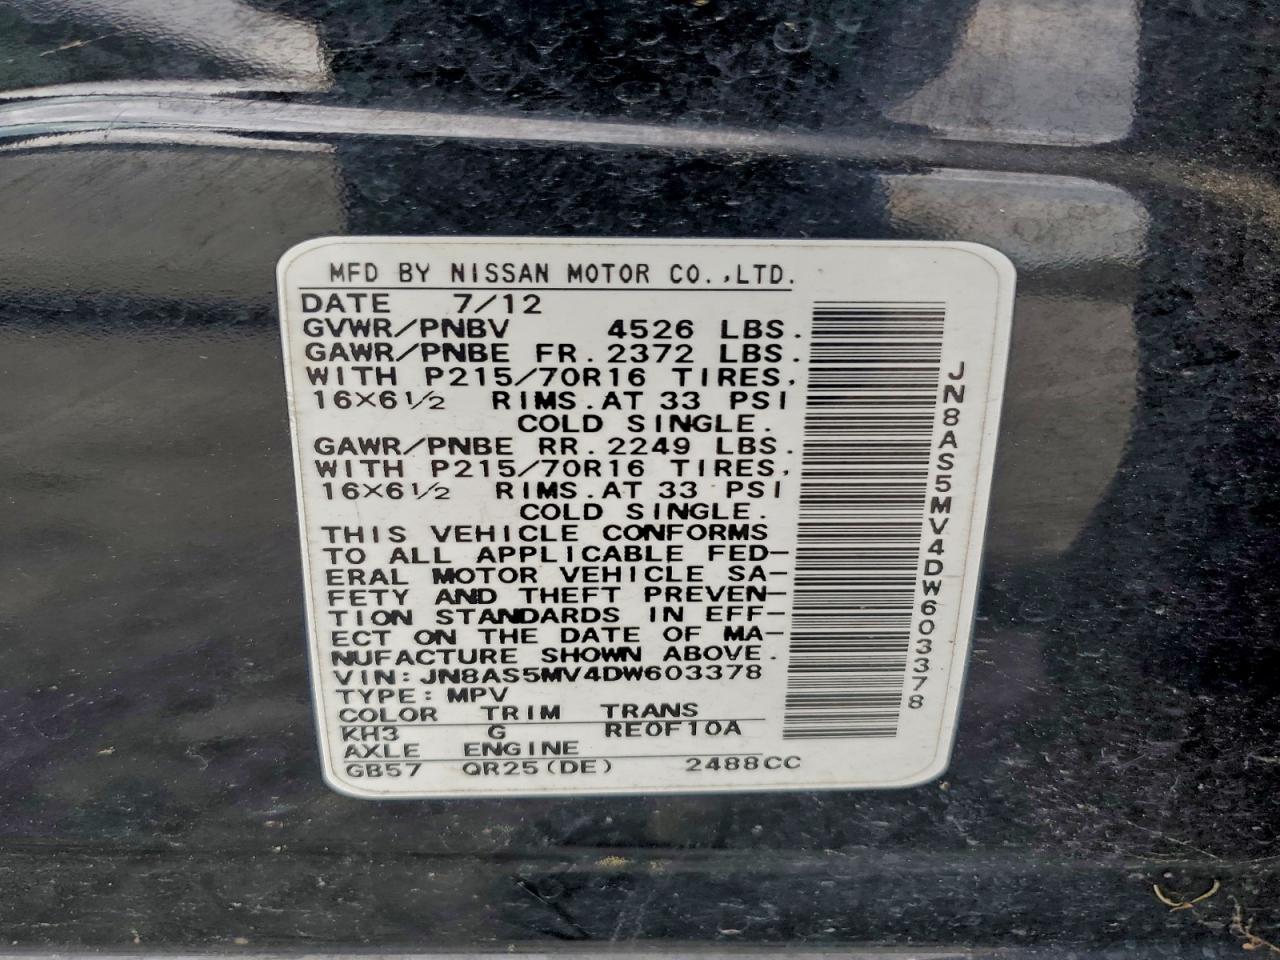 MFD BY NISSAN MOTOR CO.,LTD.
DATE 7/12
GVWR/PNBV 4526 LBS.
GAWR/PNBE FR. 2372 LBS.
WITH P215/70R16 TIRES,
16×6½ RIMS.AT 33 PSI
COLD SINGLE.
GAWR/PNBE RR. 2249 LBS.
WITH P215/70R16 TIRES,
16×6½ RIMS.AT 33 PSI
COLD SINGLE.
THIS VEHICLE CONFORMS
TO ALL APPLICABLE FED-
ERAL MOTOR VEHICLE SA-
FETY AND THEFT PREVEN-
TION STANDARDS IN EFF-
ECT ON THE DATE OF MA-
NUFACTURE SHOWN ABOVE.
VIN: JN8AS5MV4DW603378
TYPE: MPV
COLOR TRIM TRANS
KH3 G RE0F10A
AXLE ENGINE
GB57 QR25(DE) 2488CC
JN8AS5MV4DW603378